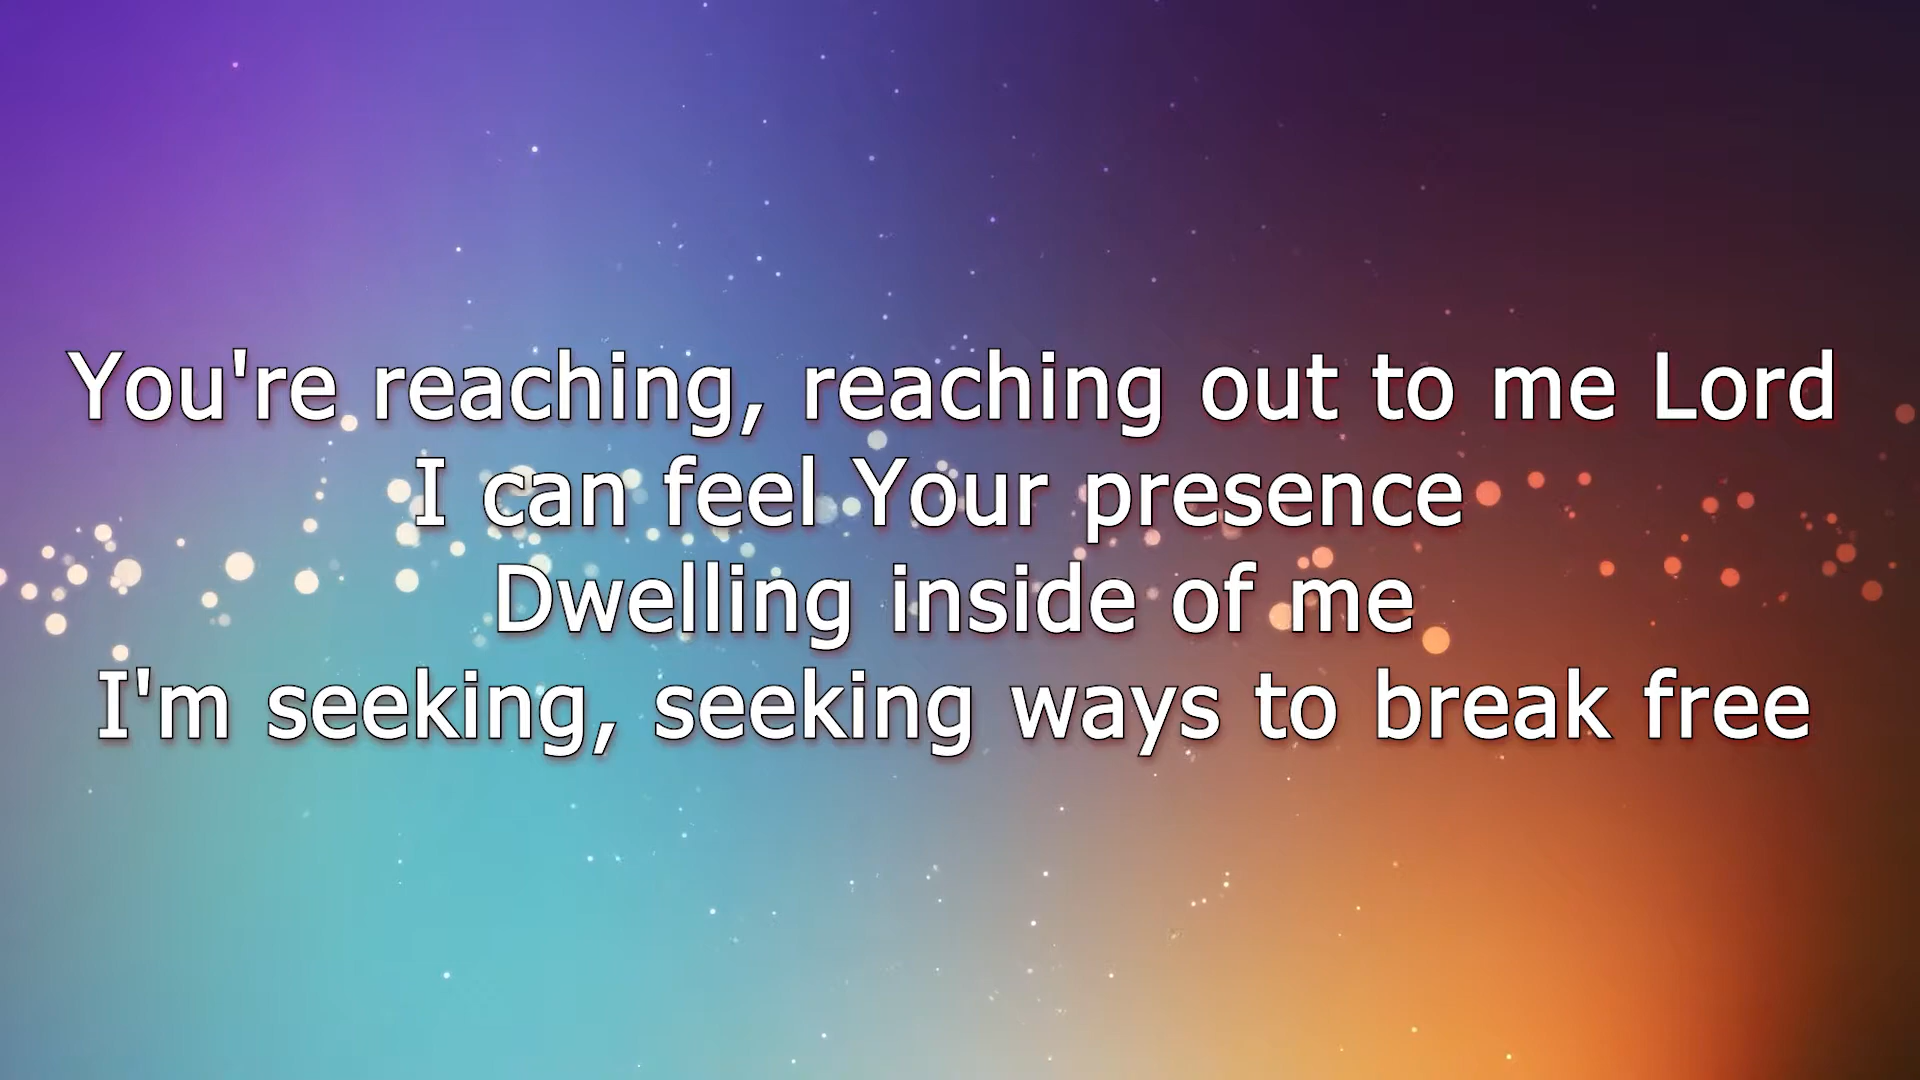 You're reaching, reaching out to me Lord
I can feel Your presence
Dwelling inside of me
I'm seeking, seeking ways to break free